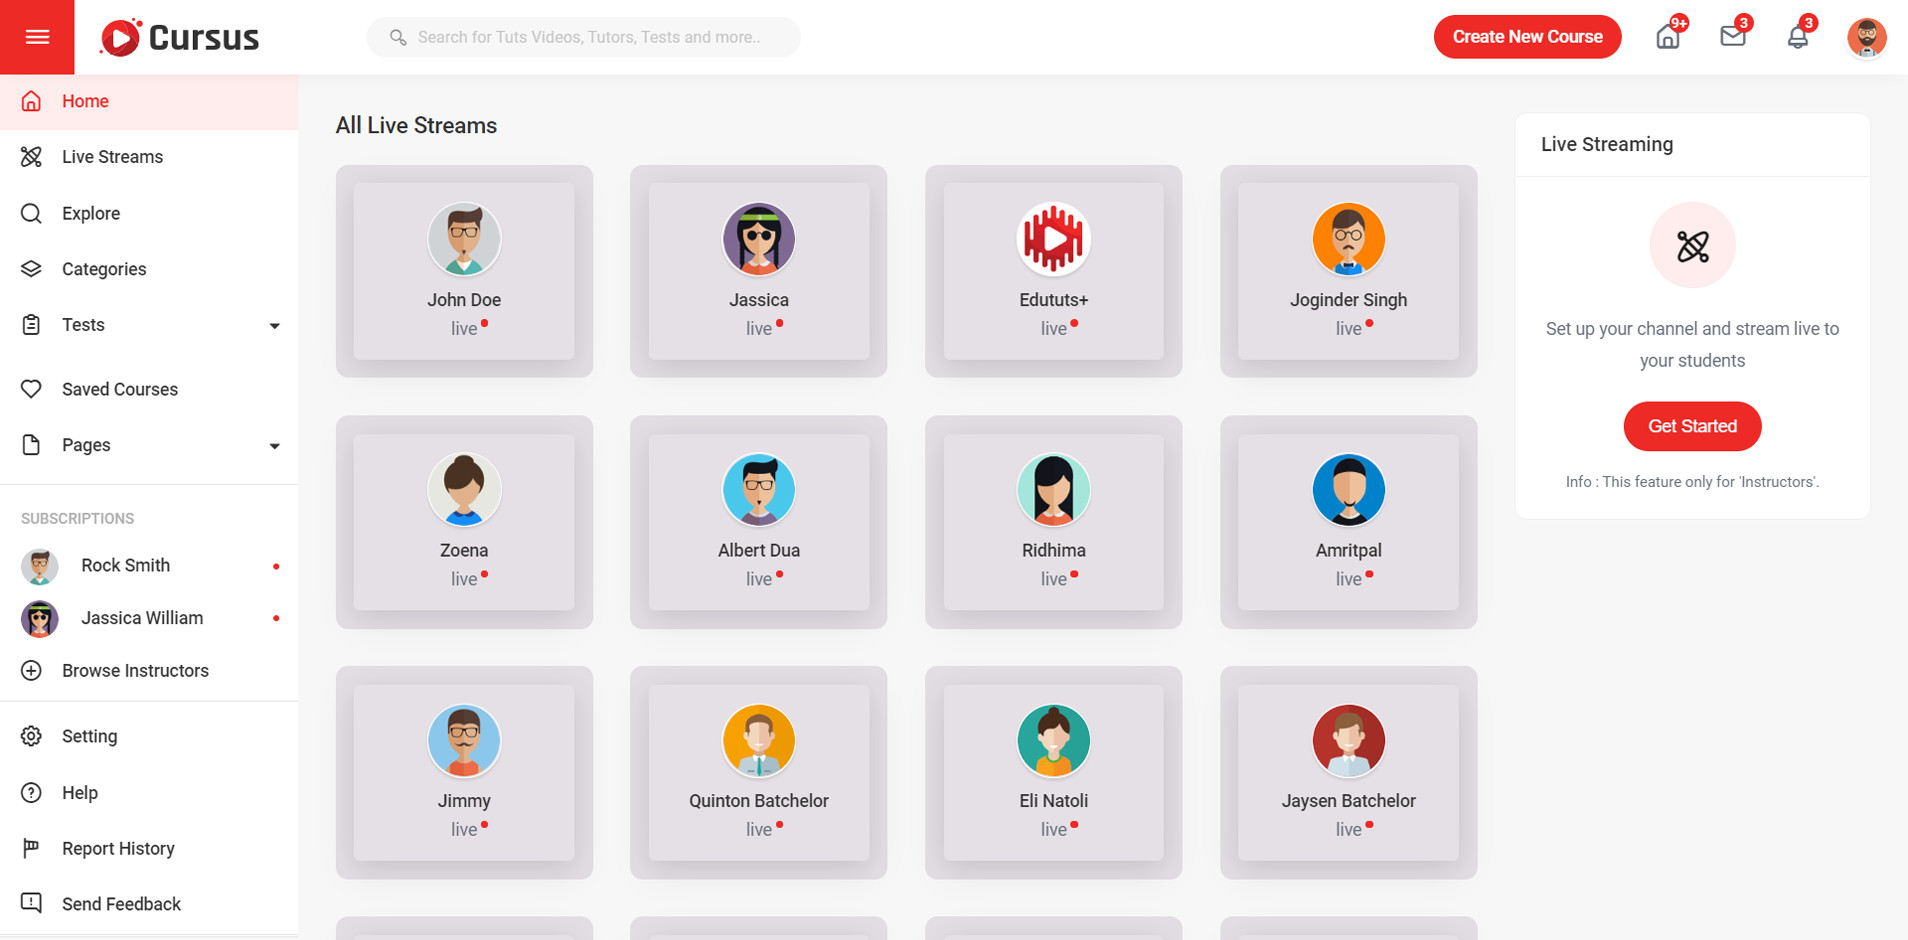 Cursus
Search for Tuts Videos, Tutors, Tests and more..
Create New Course
9+
3
3
Home
Live Streams
Explore
Categories
Tests
Saved Courses
Pages
SUBSCRIPTIONS
Rock Smith
Jassica William
Browse Instructors
Setting
Help
Report History
Send Feedback
All Live Streams
John Doe
live
Jassica
live
Edututs+
live
Joginder Singh
live
Zoena
live
Albert Dua
live
Ridhima
live
Amritpal
live
Jimmy
live
Quinton Batchelor
live
Eli Natoli
live
Jaysen Batchelor
live
Live Streaming
Set up your channel and stream live to
your students
Get Started
Info : This feature only for 'Instructors'.